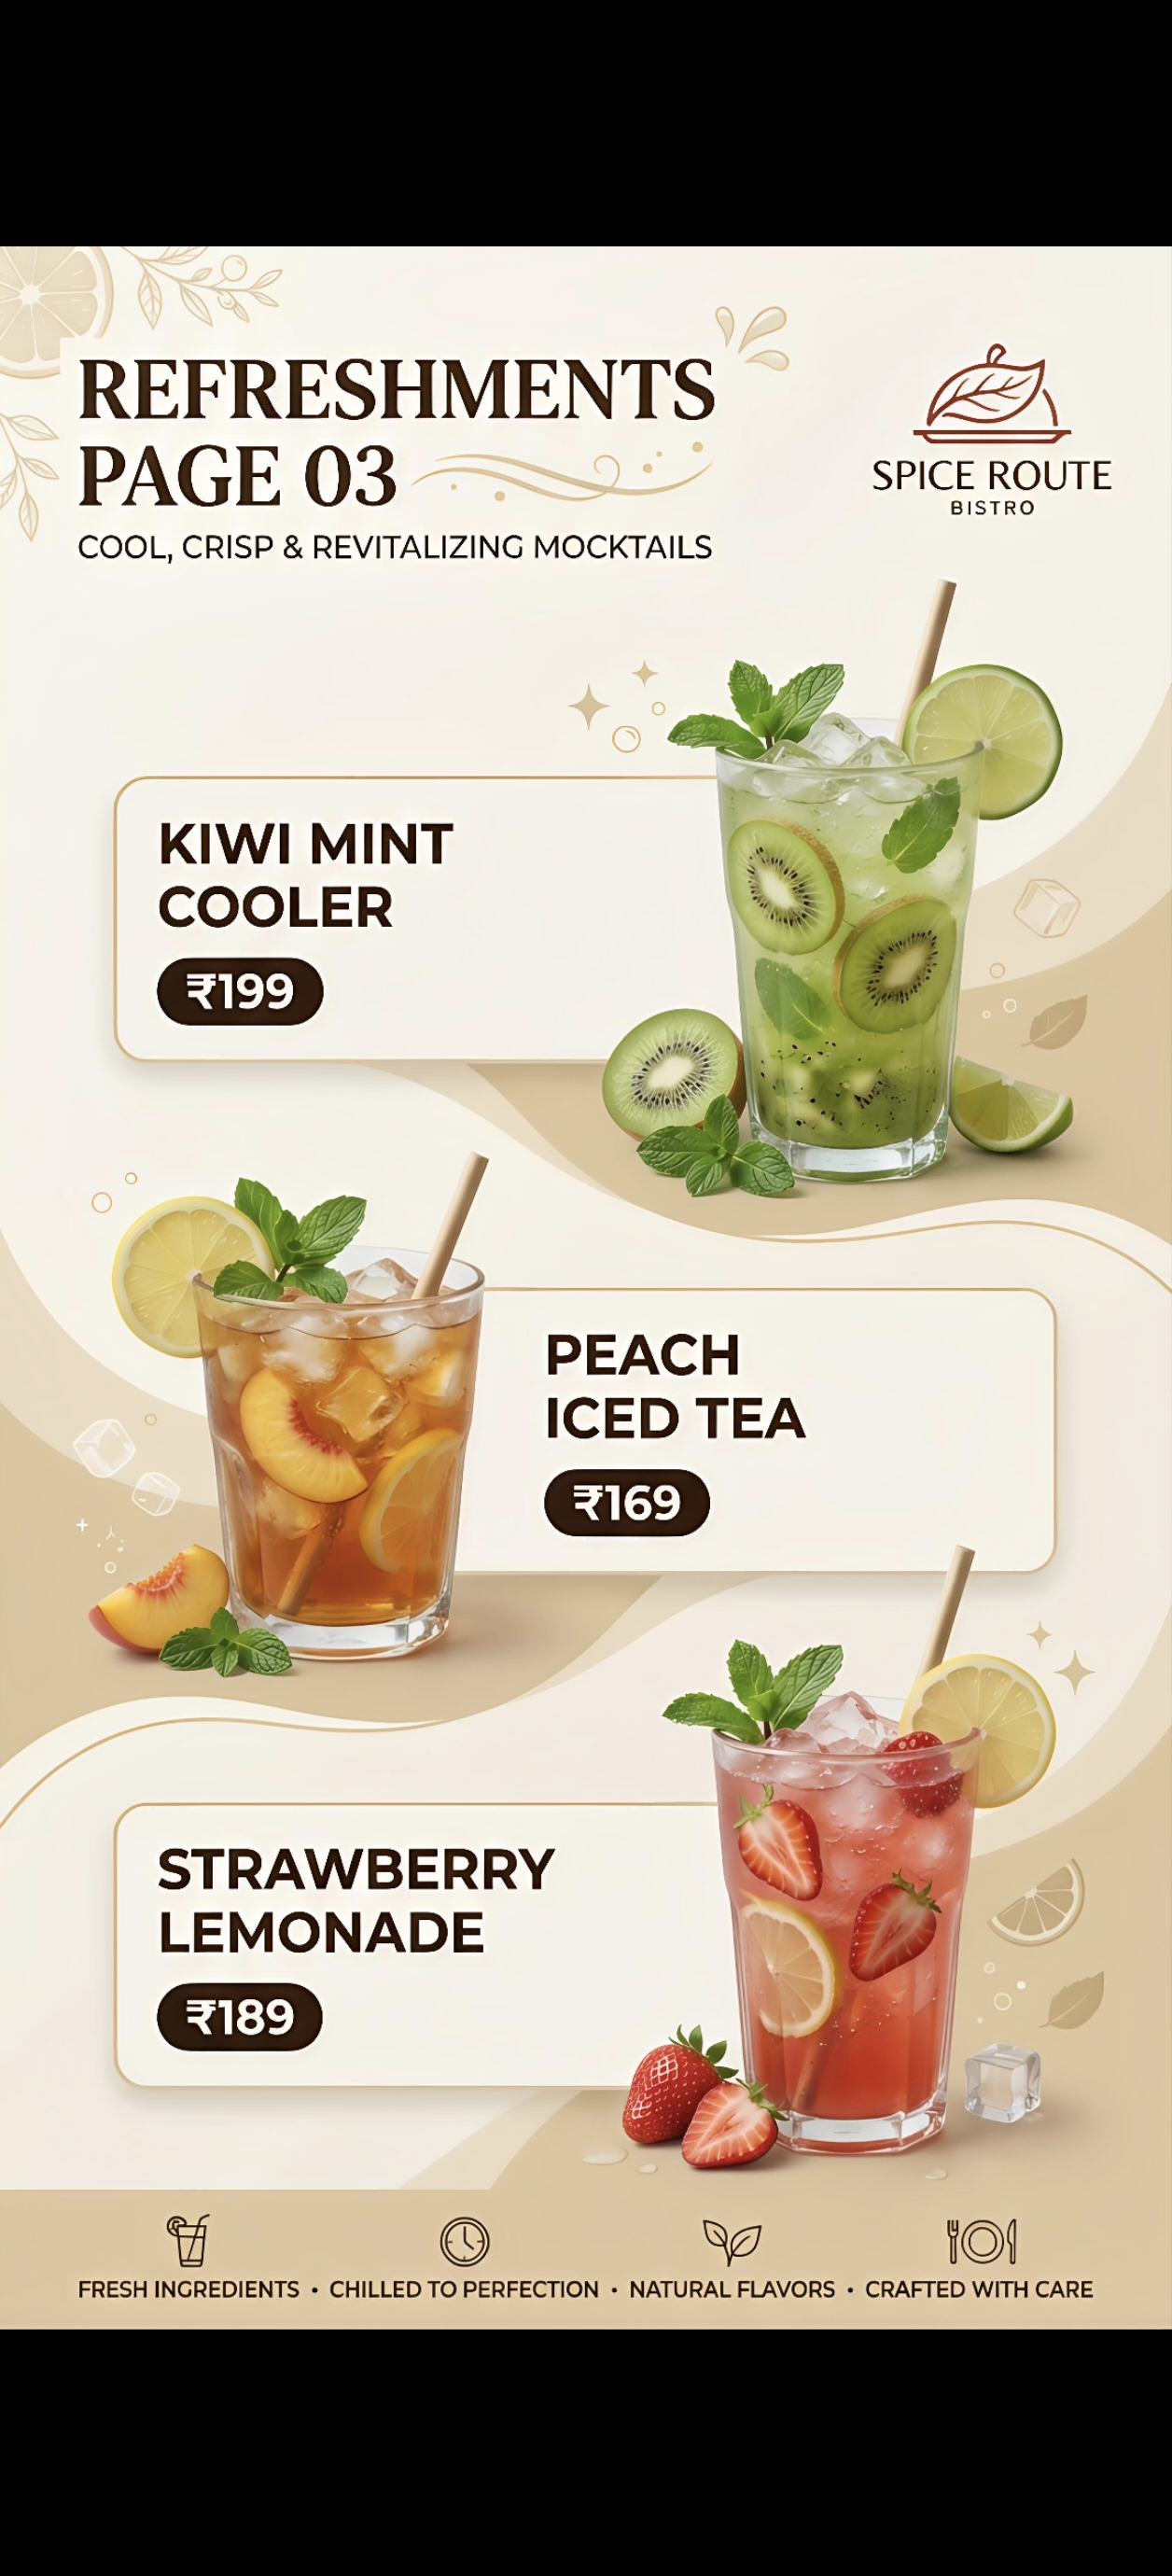 REFRESHMENTS
PAGE 03
COOL, CRISP & REVITALIZING MOCKTAILS
SPICE ROUTE
BISTRO
KIWI MINT
COOLER
₹199
PEACH
ICED TEA
₹169
STRAWBERRY
LEMONADE
₹189
FRESH INGREDIENTS • CHILLED TO PERFECTION • NATURAL FLAVORS • CRAFTED WITH CARE